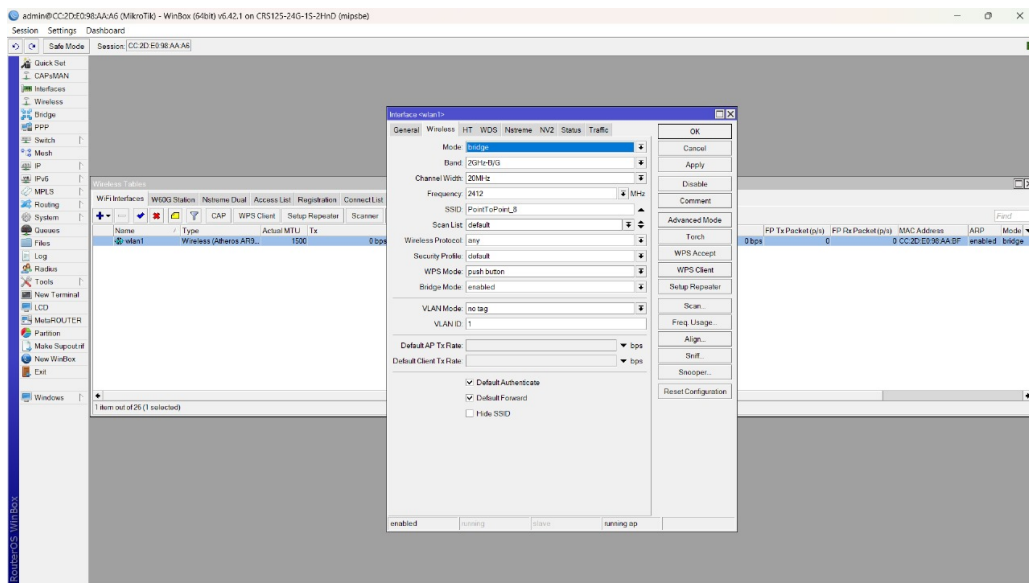 admin@CC:2D:E0:98:AA:A6 (MikroTik) - WinBox (64bit) v6.42.1 on CRS125-24G-1S-2HnD (mipsbe)
Session Settings Dashboard
Safe Mode Session: CC:2D:E0:98:AA:A6
Quick Set
CAPsMAN
Interfaces
Wireless
Bridge
PPP
Switch
Mesh
IP
IPv6
MPLS
Routing
System
Queues
Files
Log
Radius
Tools
New Terminal
LCD
MetaROUTER
Partition
Make Supout.rif
New WinBox
Exit
Windows
RouterOS WinBox
Wireless Tables
WiFi Interfaces W60G Station Nstreme Dual Access List Registration Connect List
CAP WPS Client Setup Repeater Scanner
Find
Name Type Actual MTU Tx FP Tx Packet (p/s) FP Rx Packet (p/s) MAC Address ARP Mode
wlan1 Wireless (Atheros AR9... 1500 0 bps 0 bps 0 0 CC:2D:E0:98:AA:BF enabled bridge
1 item out of 26 (1 selected)
Interface <wlan1>
General Wireless HT WDS Nstreme NV2 Status Traffic
Mode: bridge
Band: 2GHz-B/G
Channel Width: 20MHz
Frequency: 2412 MHz
SSID: PointToPoint_8
Scan List: default
Wireless Protocol: any
Security Profile: default
WPS Mode: push button
Bridge Mode: enabled
VLAN Mode: no tag
VLAN ID: 1
Default AP Tx Rate: bps
Default Client Tx Rate: bps
Default Authenticate
Default Forward
Hide SSID
OK
Cancel
Apply
Disable
Comment
Advanced Mode
Torch
WPS Accept
WPS Client
Setup Repeater
Scan...
Freq. Usage...
Align...
Sniff...
Snooper...
Reset Configuration
enabled running slave running ap